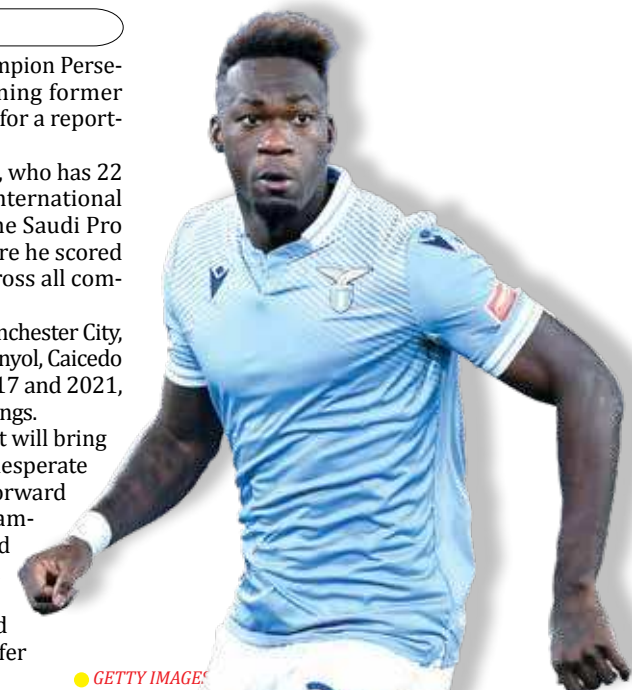 mpion Perse-
ning former
for a report-
, who has 22
nternational
he Saudi Pro
re he scored
ross all com-
nchester City,
nyol, Caicedo
17 and 2021,
ngs.
t will bring
esperate
orward
am-
d
d
fer
GETTY IMAGES